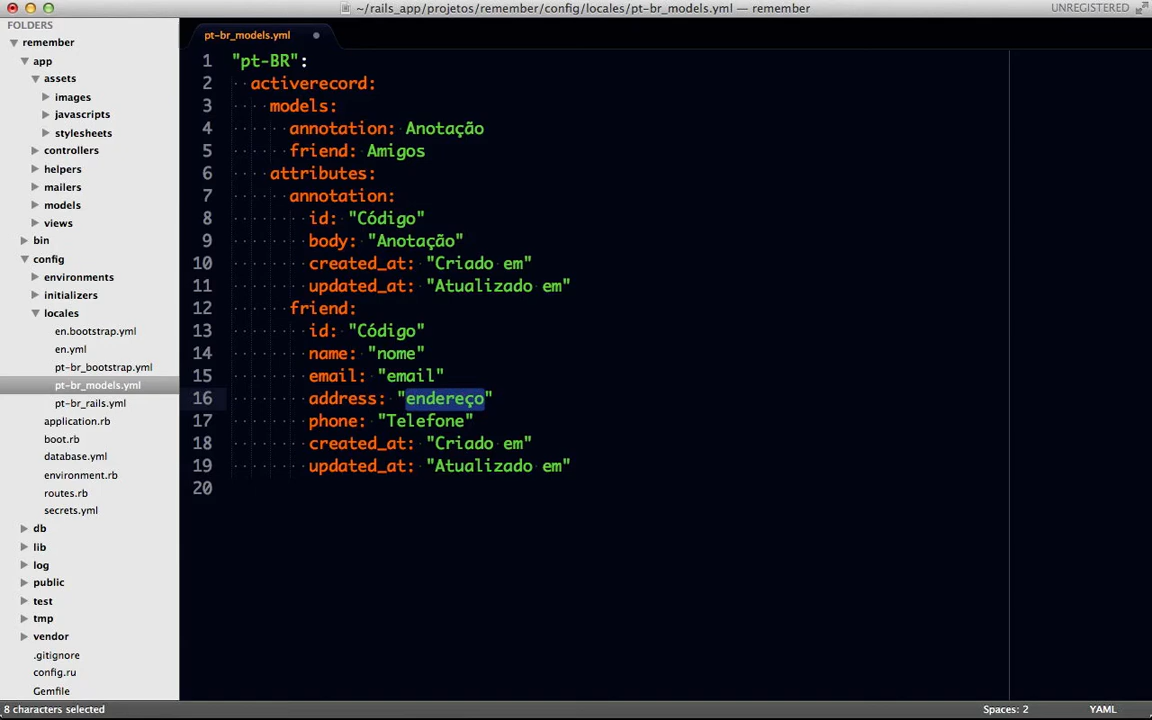 ~/rails_app/projetos/remember/config/locales/pt-br_models.yml — remember
UNREGISTERED
FOLDERS
remember
app
assets
images
javascripts
stylesheets
controllers
helpers
mailers
models
views
bin
config
environments
initializers
locales
en.bootstrap.yml
en.yml
pt-br_bootstrap.yml
pt-br_models.yml
pt-br_rails.yml
application.rb
boot.rb
database.yml
environment.rb
routes.rb
secrets.yml
db
lib
log
public
test
tmp
vendor
.gitignore
config.ru
Gemfile
pt-br_models.yml
1 "pt-BR":
2 activerecord:
3 models:
4 annotation: Anotação
5 friend: Amigos
6 attributes:
7 annotation:
8 id: "Código"
9 body: "Anotação"
10 created_at: "Criado em"
11 updated_at: "Atualizado em"
12 friend:
13 id: "Código"
14 name: "nome"
15 email: "email"
16 address: "endereço"
17 phone: "Telefone"
18 created_at: "Criado em"
19 updated_at: "Atualizado em"
20
8 characters selected
Spaces: 2
YAML